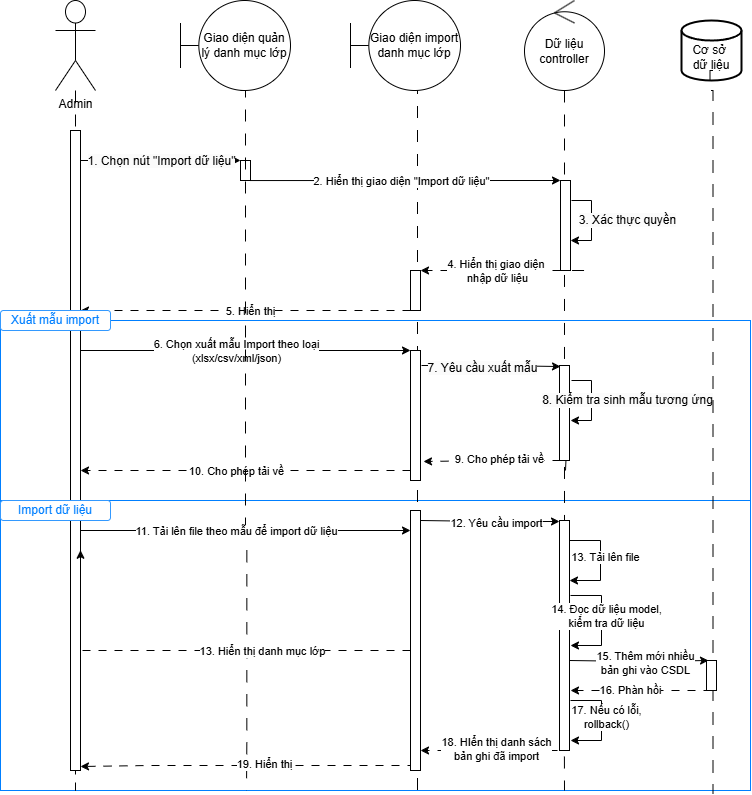 Giao diện quản
lý danh mục lớp
Giao diện import
danh mục lớp
Dữ liệu
controller
Cơ sở
dữ liệu
Admin
1. Chọn nút "Import dữ liệu"
2. Hiển thị giao diện "Import dữ liệu"
3. Xác thực quyền
4. Hiển thị giao diện
nhập dữ liệu
5. Hiển thị
Xuất mẫu import
6. Chọn xuất mẫu Import theo loại
(xlsx/csv/xml/json)
7. Yêu cầu xuất mẫu
8. Kiểm tra sinh mẫu tương ứng
9. Cho phép tải về
10. Cho phép tải về
Import dữ liệu
11. Tải lên file theo mẫu để import dữ liệu
12. Yêu cầu import
13. Tải lên file
14. Đọc dữ liệu model,
kiểm tra dữ liệu
13. Hiển thị danh mục lớp
15. Thêm mới nhiều
bản ghi vào CSDL
16. Phản hồi
17. Nếu có lỗi,
rollback()
18. HIển thị danh sách
bản ghi đã import
19. Hiển thị